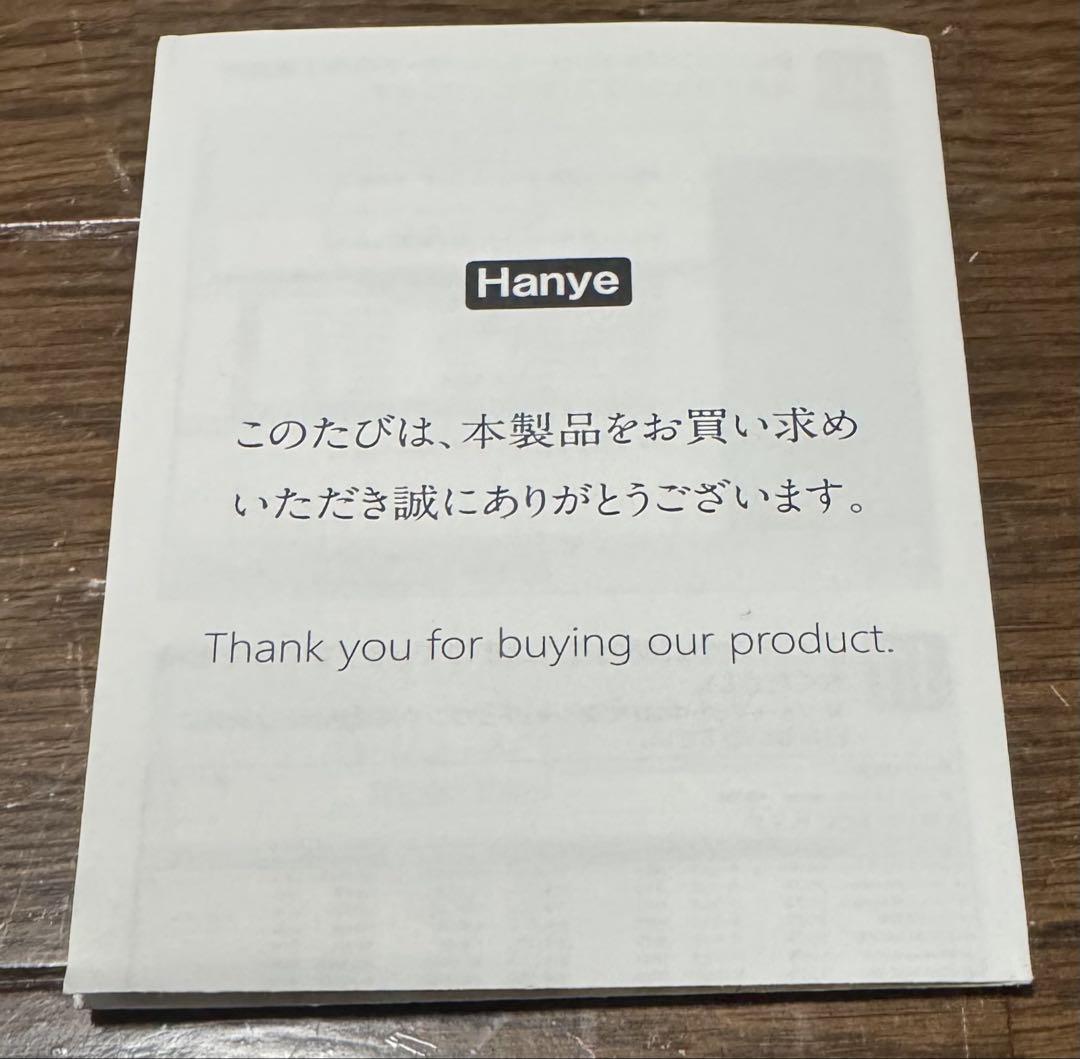 Hanye
このたびは、本製品をお買い求め
いただき誠にありがとうございます。
Thank you for buying our product.